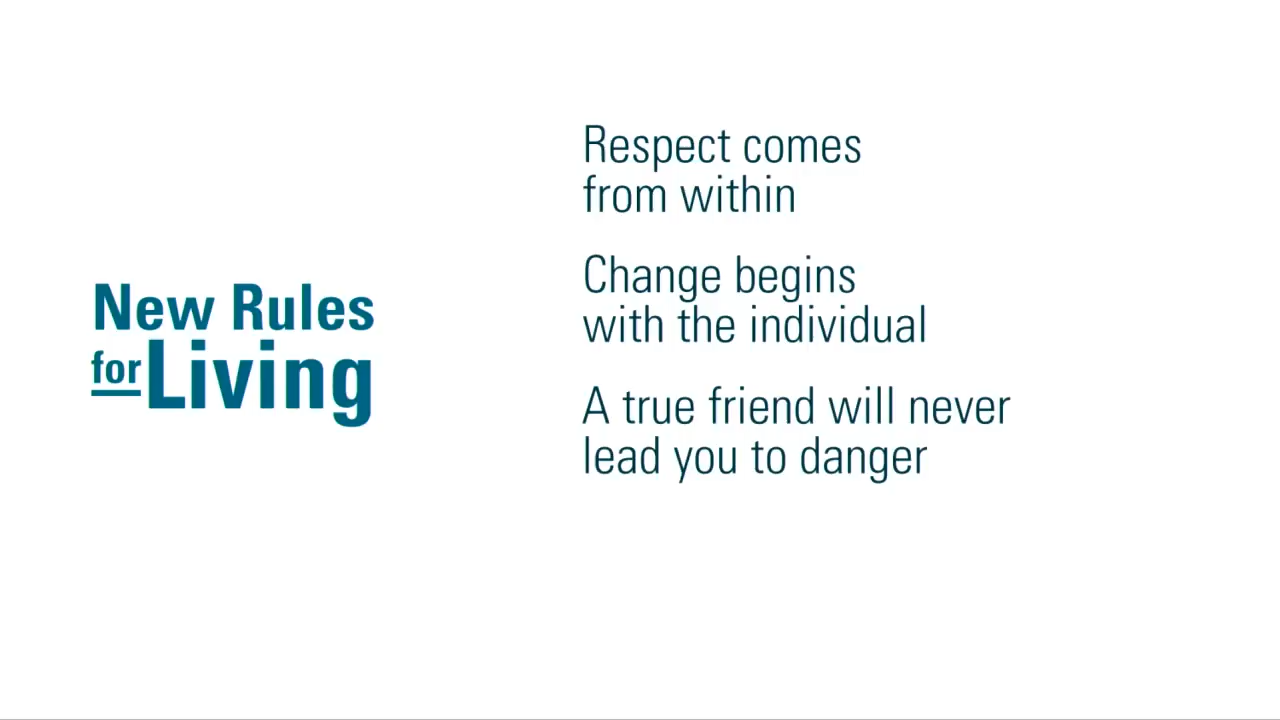 New Rules
for Living
Respect comes
from within
Change begins
with the individual
A true friend will never
lead you to danger